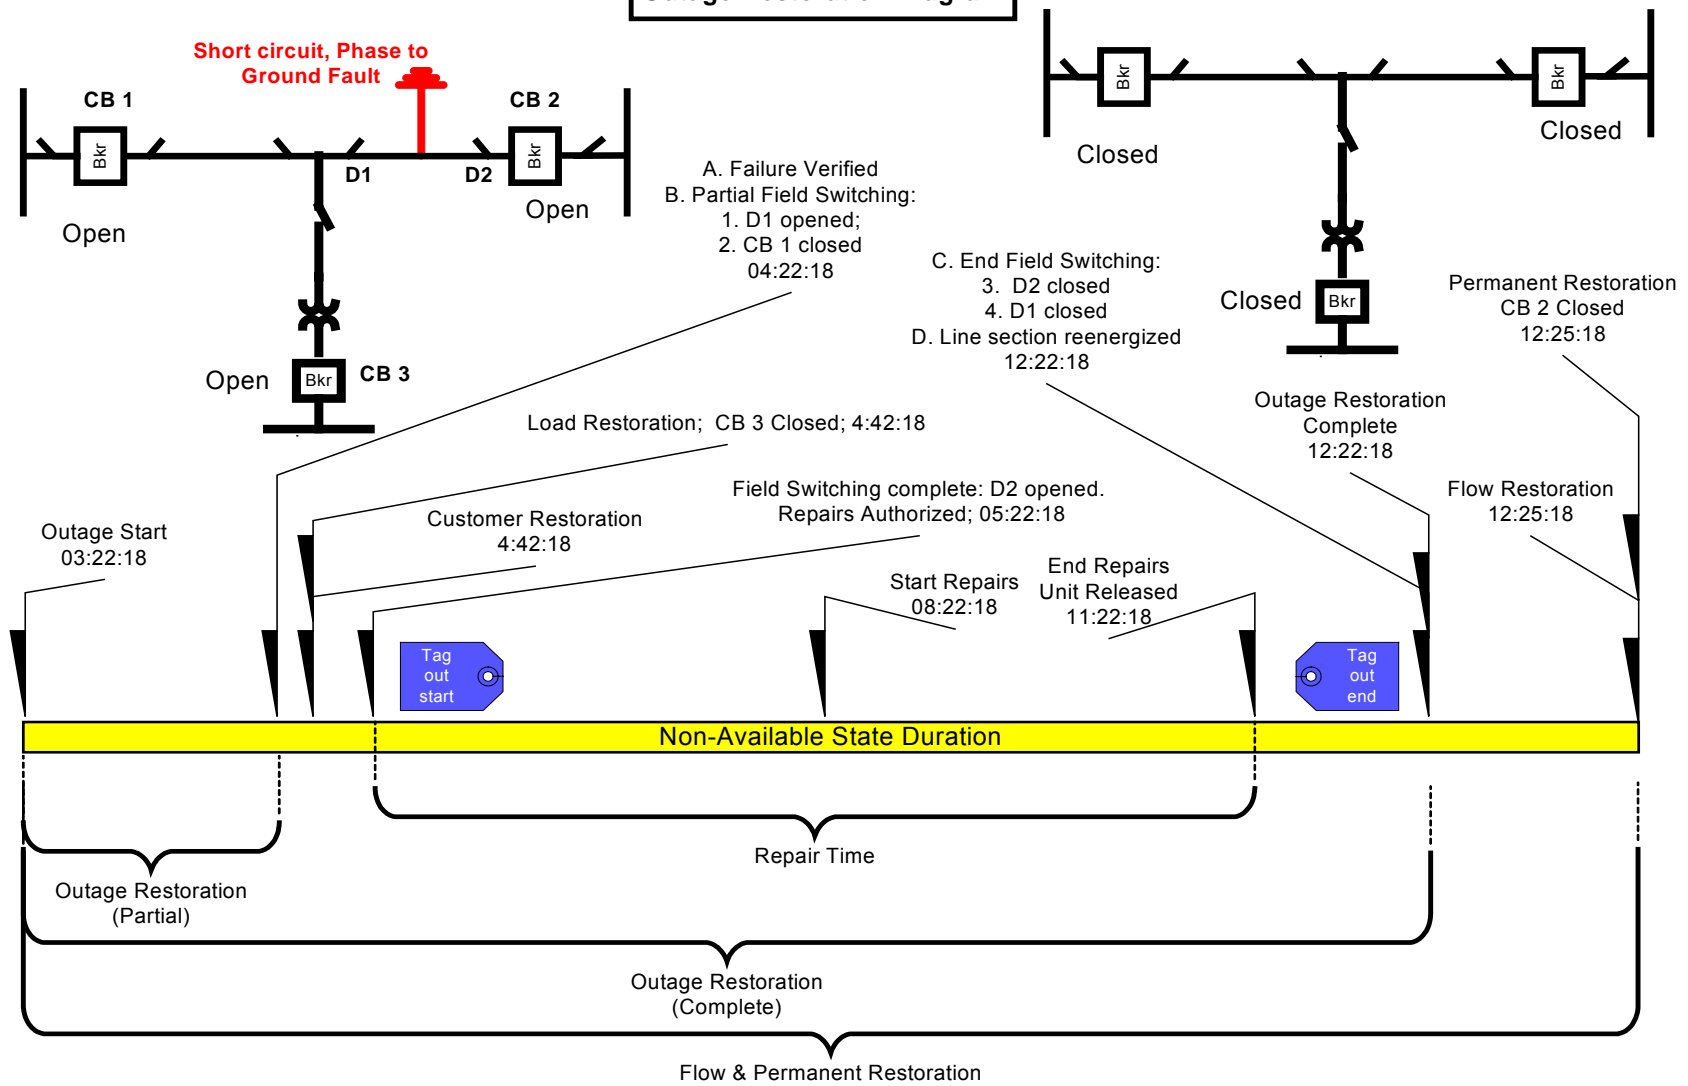 Short circuit, Phase to
Ground Fault
CB 1
CB 2
Bkr
Bkr
D1
D2
Open
Open
Open
Bkr
CB 3
Bkr
Bkr
Closed
Closed
Closed
Bkr
A. Failure Verified
B. Partial Field Switching:
1. D1 opened;
2. CB 1 closed
04:22:18
C. End Field Switching:
3. D2 closed
4. D1 closed
D. Line section reenergized
12:22:18
Permanent Restoration
CB 2 Closed
12:25:18
Load Restoration; CB 3 Closed; 4:42:18
Outage Restoration
Complete
12:22:18
Field Switching complete: D2 opened.
Repairs Authorized; 05:22:18
Flow Restoration
12:25:18
Outage Start
03:22:18
Customer Restoration
4:42:18
Start Repairs
08:22:18
End Repairs
Unit Released
11:22:18
Tag
out
start
Tag
out
end
Non-Available State Duration
Repair Time
Outage Restoration
(Partial)
Outage Restoration
(Complete)
Flow & Permanent Restoration